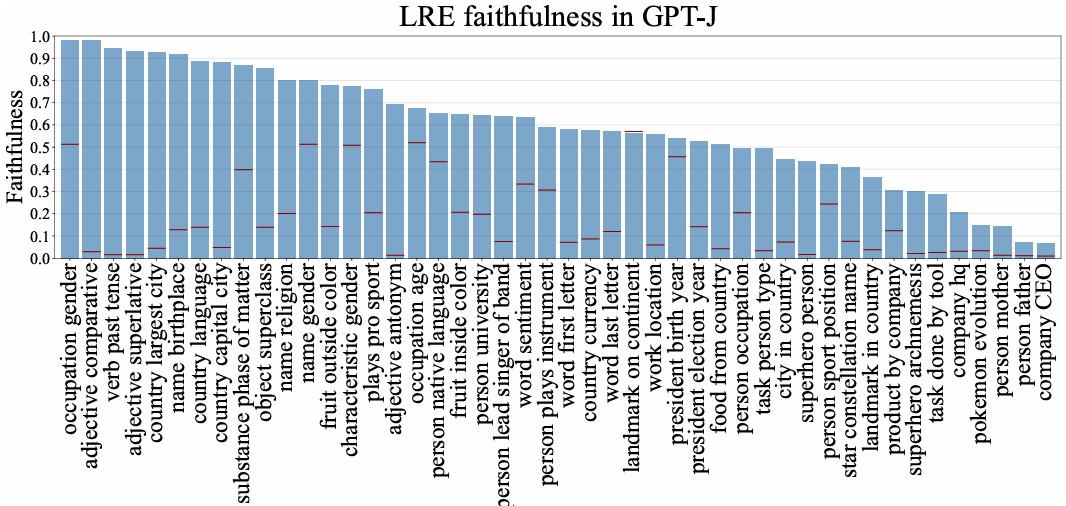 LRE faithfulness in GPT-J
Faithfulness
1.0
0.9
0.8
0.7
0.6
0.5
0.4
0.3
0.2
0.1
0.0
occupation gender
adjective comparative
verb past tense
adjective superlative
country largest city
name birthplace
country language
country capital city
substance phase of matter
object superclass
name religion
name gender
fruit outside color
characteristic gender
plays pro sport
adjective antonym
occupation age
person native language
fruit inside color
person university
person lead singer of band
word sentiment
person plays instrument
word first letter
country currency
word last letter
landmark on continent
work location
president birth year
president election year
food from country
person occupation
task person type
city in country
superhero person
person sport position
star constellation name
landmark in country
product by company
superhero archnemesis
task done by tool
company hq
pokemon evolution
person mother
person father
company CEO